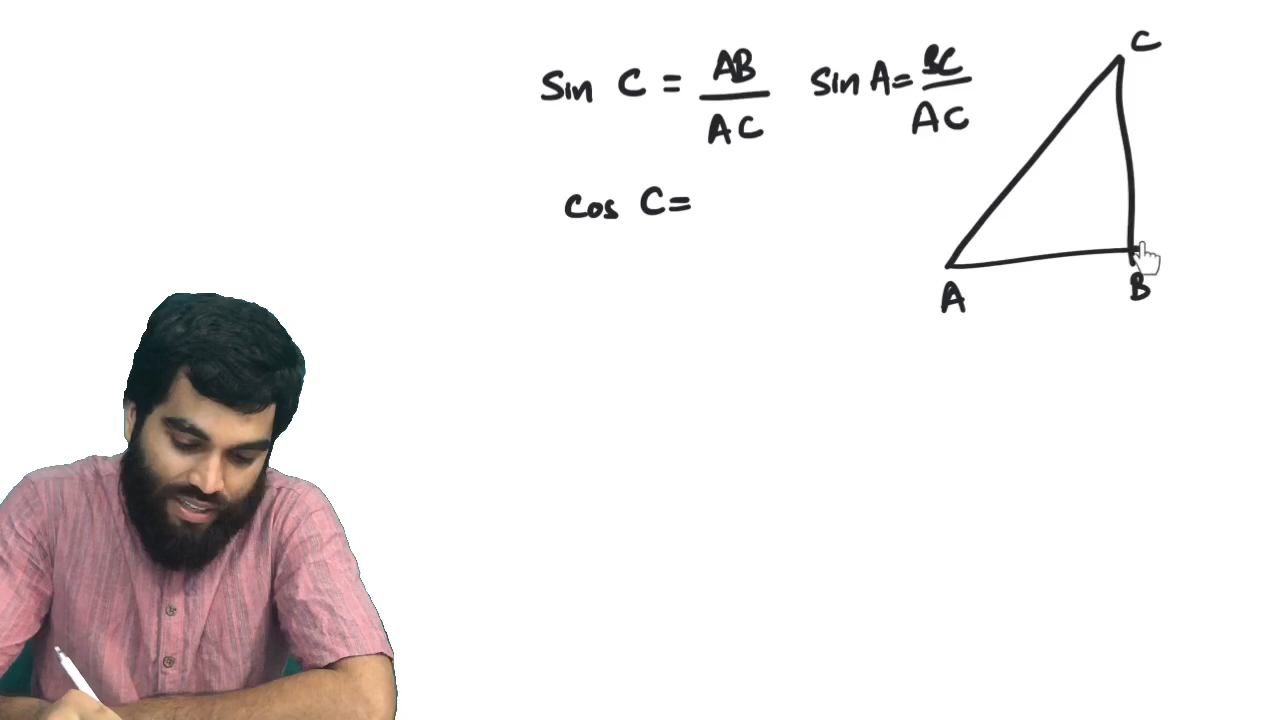 Sin C = AB/AC sin A = BC/AC
cos C =
C
A
B